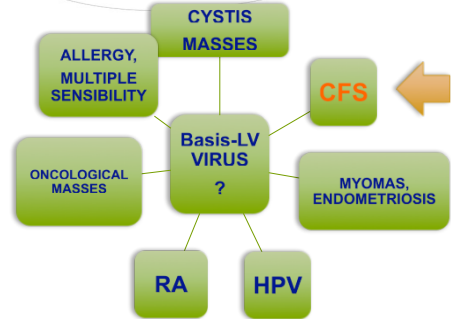 CYSTIS
MASSES
ALLERGY,
MULTIPLE
SENSIBILITY
CFS
Basis-LV
VIRUS
?
ONCOLOGICAL
MASSES
MYOMAS,
ENDOMETRIOSIS
RA
HPV